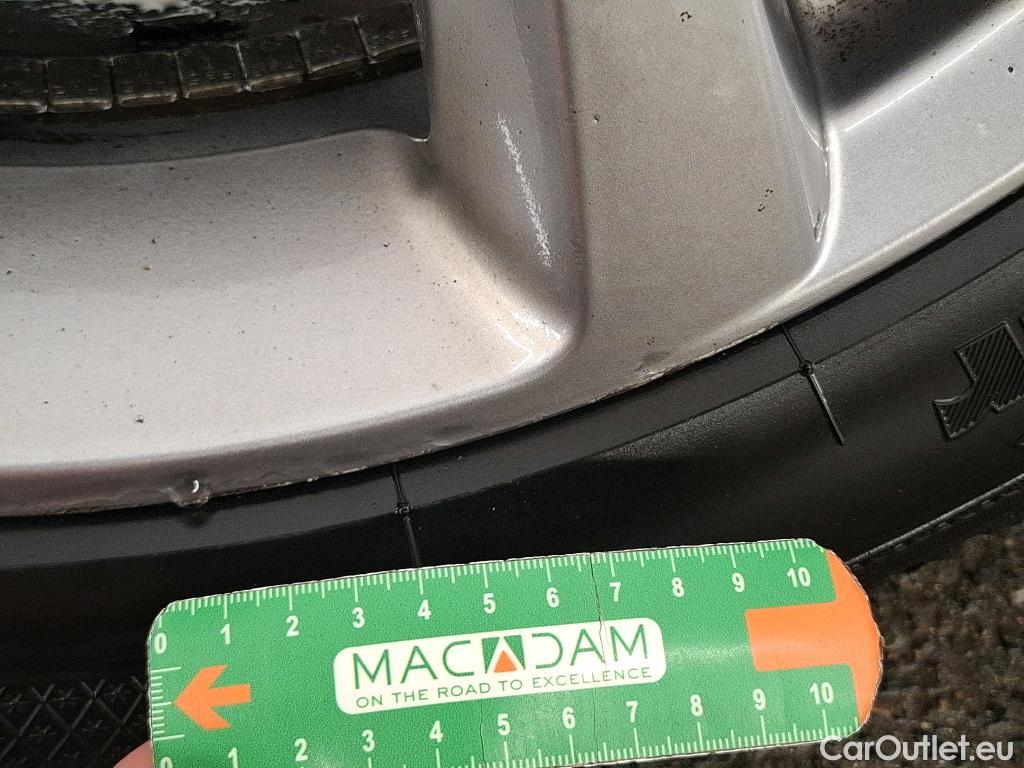 0 1 2 3 4 5 6 7 8 9 10
MACADAM
ON THE ROAD TO EXCELLENCE
0 1 2 3 4 5 6 7 8 9 10
CarOutlet.eu